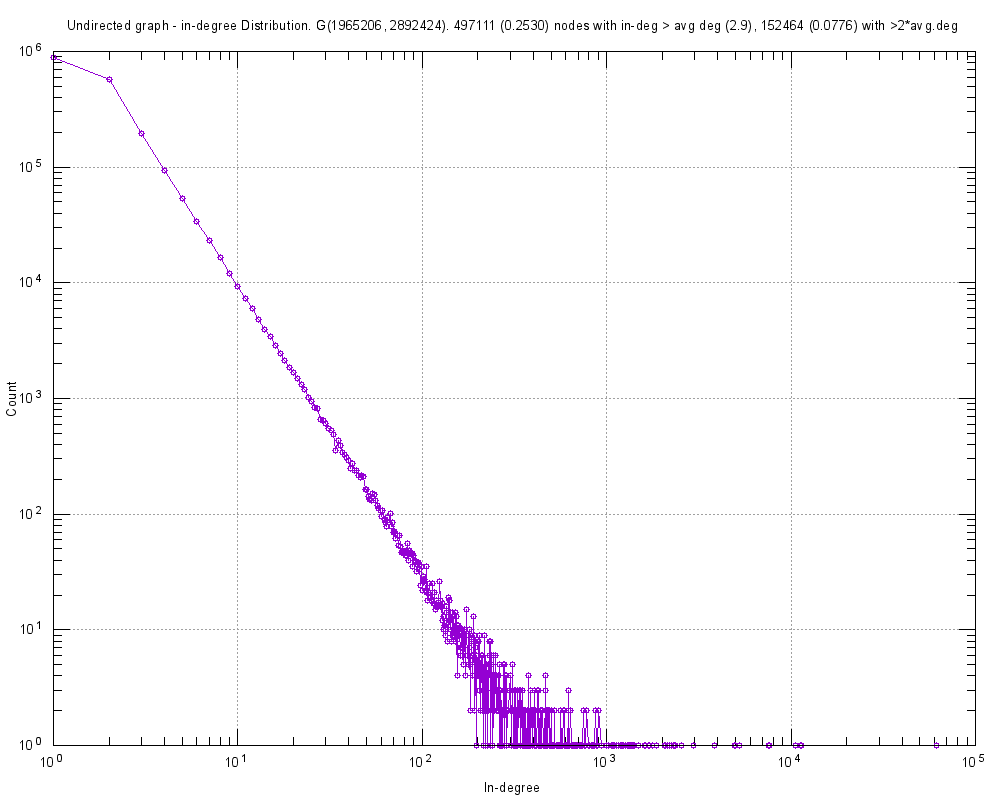 Undirected graph - in-degree Distribution. G(1965206, 2892424). 497111 (0.2530) nodes with in-deg > avg deg (2.9), 152464 (0.0776) with >2*avg.deg
10^6
10^5
10^4
10^3
10^2
10^1
10^0
Count
10^0 10^1 10^2 10^3 10^4 10^5
In-degree